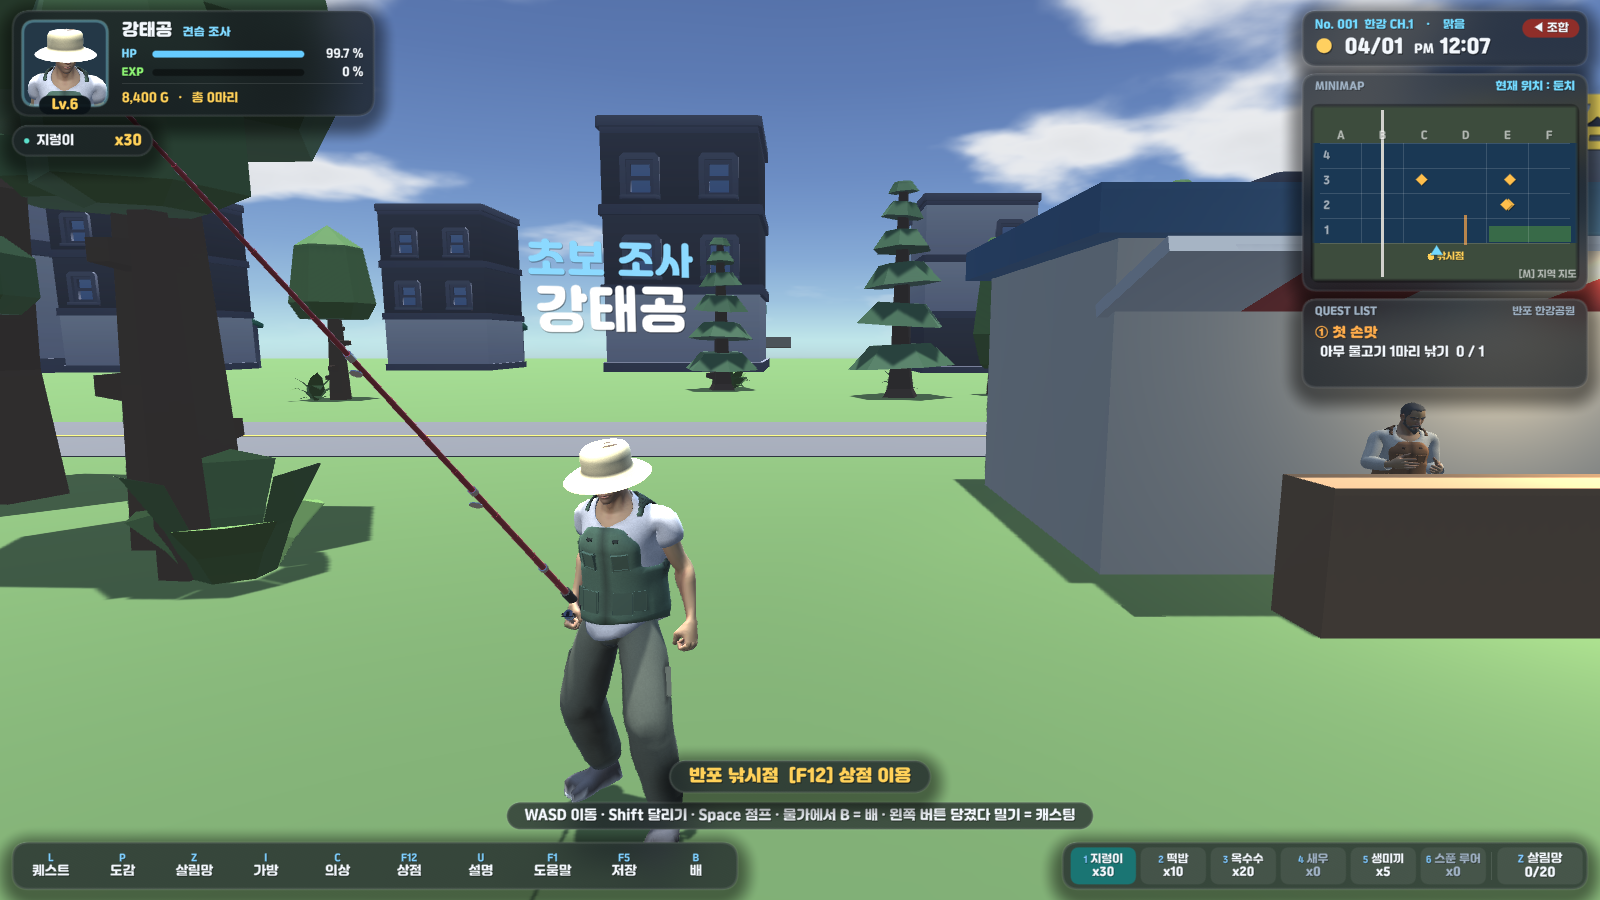 강태공 견습 조사
HP 99.7 %
EXP 0 %
Lv.6
8,400 G · 총 0마리
지렁이 x30
초보 조사
강태공
No. 001 한강 CH.1 · 맑음
◀ 조합
04/01 PM 12:07
MINIMAP 현재 위치 : 둔치
A B C D E F
4
3
2
1
낚시점
[M] 지역 지도
QUEST LIST 반포 한강공원
① 첫 손맛
아무 물고기 1마리 낚기 0 / 1
반포 낚시점 [F12] 상점 이용
WASD 이동 · Shift 달리기 · Space 점프 · 물가에서 B = 배 · 왼쪽 버튼 당겼다 밀기 = 캐스팅
L P Z I C F12 U F1 F5 B
퀘스트 도감 살림망 가방 의상 상점 설명 도움말 저장 배
1 지렁이 2 떡밥 3 옥수수 4 새우 5 생미끼 6 스푼 루어 Z 살림망
x30 x10 x20 x0 x5 x0 0/20